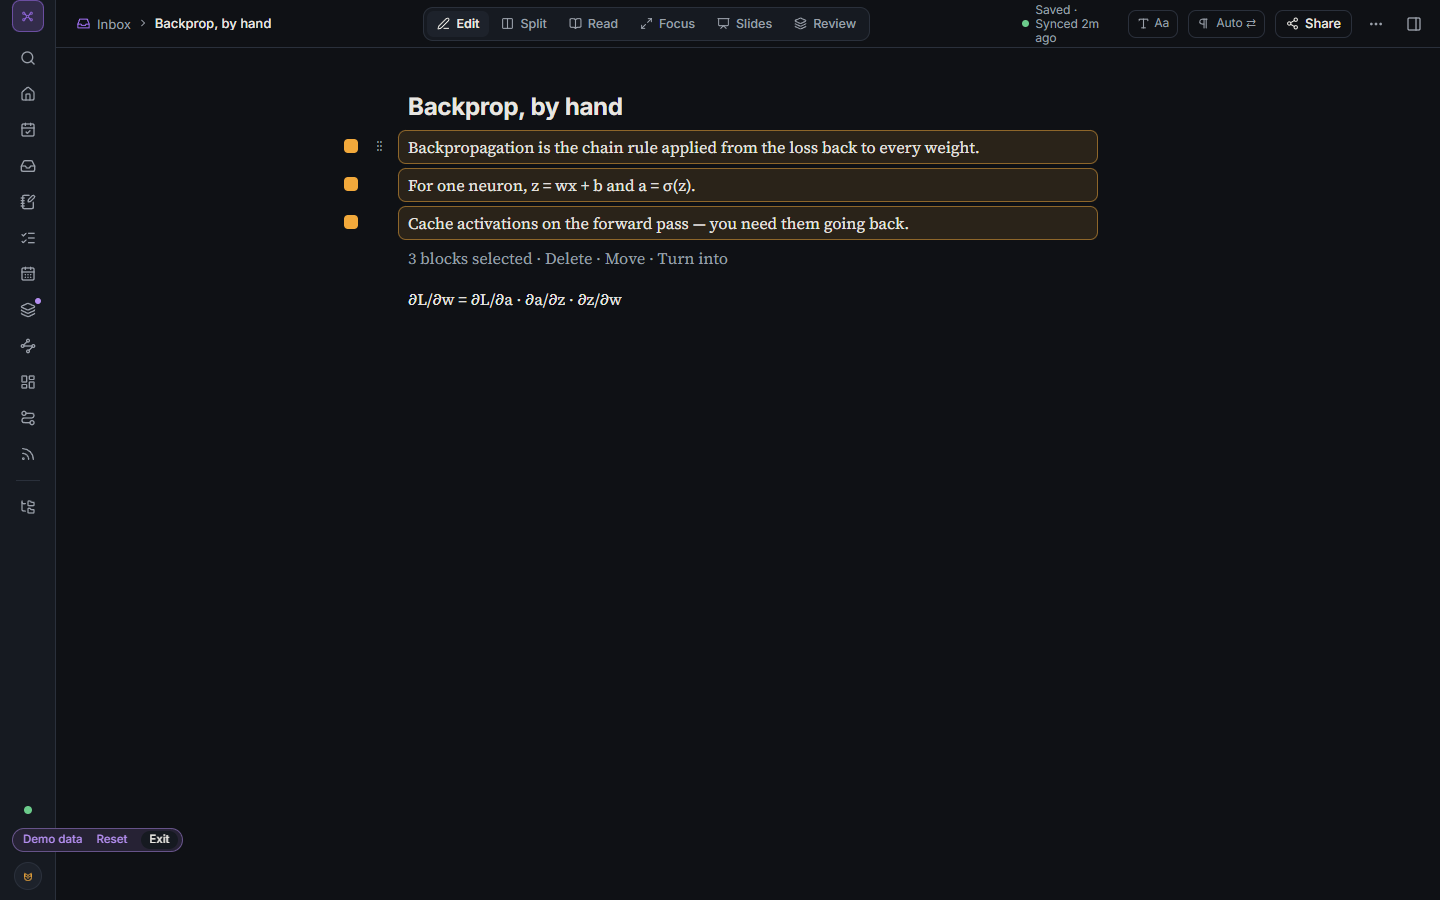 Inbox › Backprop, by hand
Edit Split Read Focus Slides Review
Saved ·
Synced 2m
ago
Aa
Auto ⇄
Share
Backprop, by hand
Backpropagation is the chain rule applied from the loss back to every weight.
For one neuron, z = wx + b and a = σ(z).
Cache activations on the forward pass — you need them going back.
3 blocks selected · Delete · Move · Turn into
∂L/∂w = ∂L/∂a · ∂a/∂z · ∂z/∂w
Demo data Reset Exit